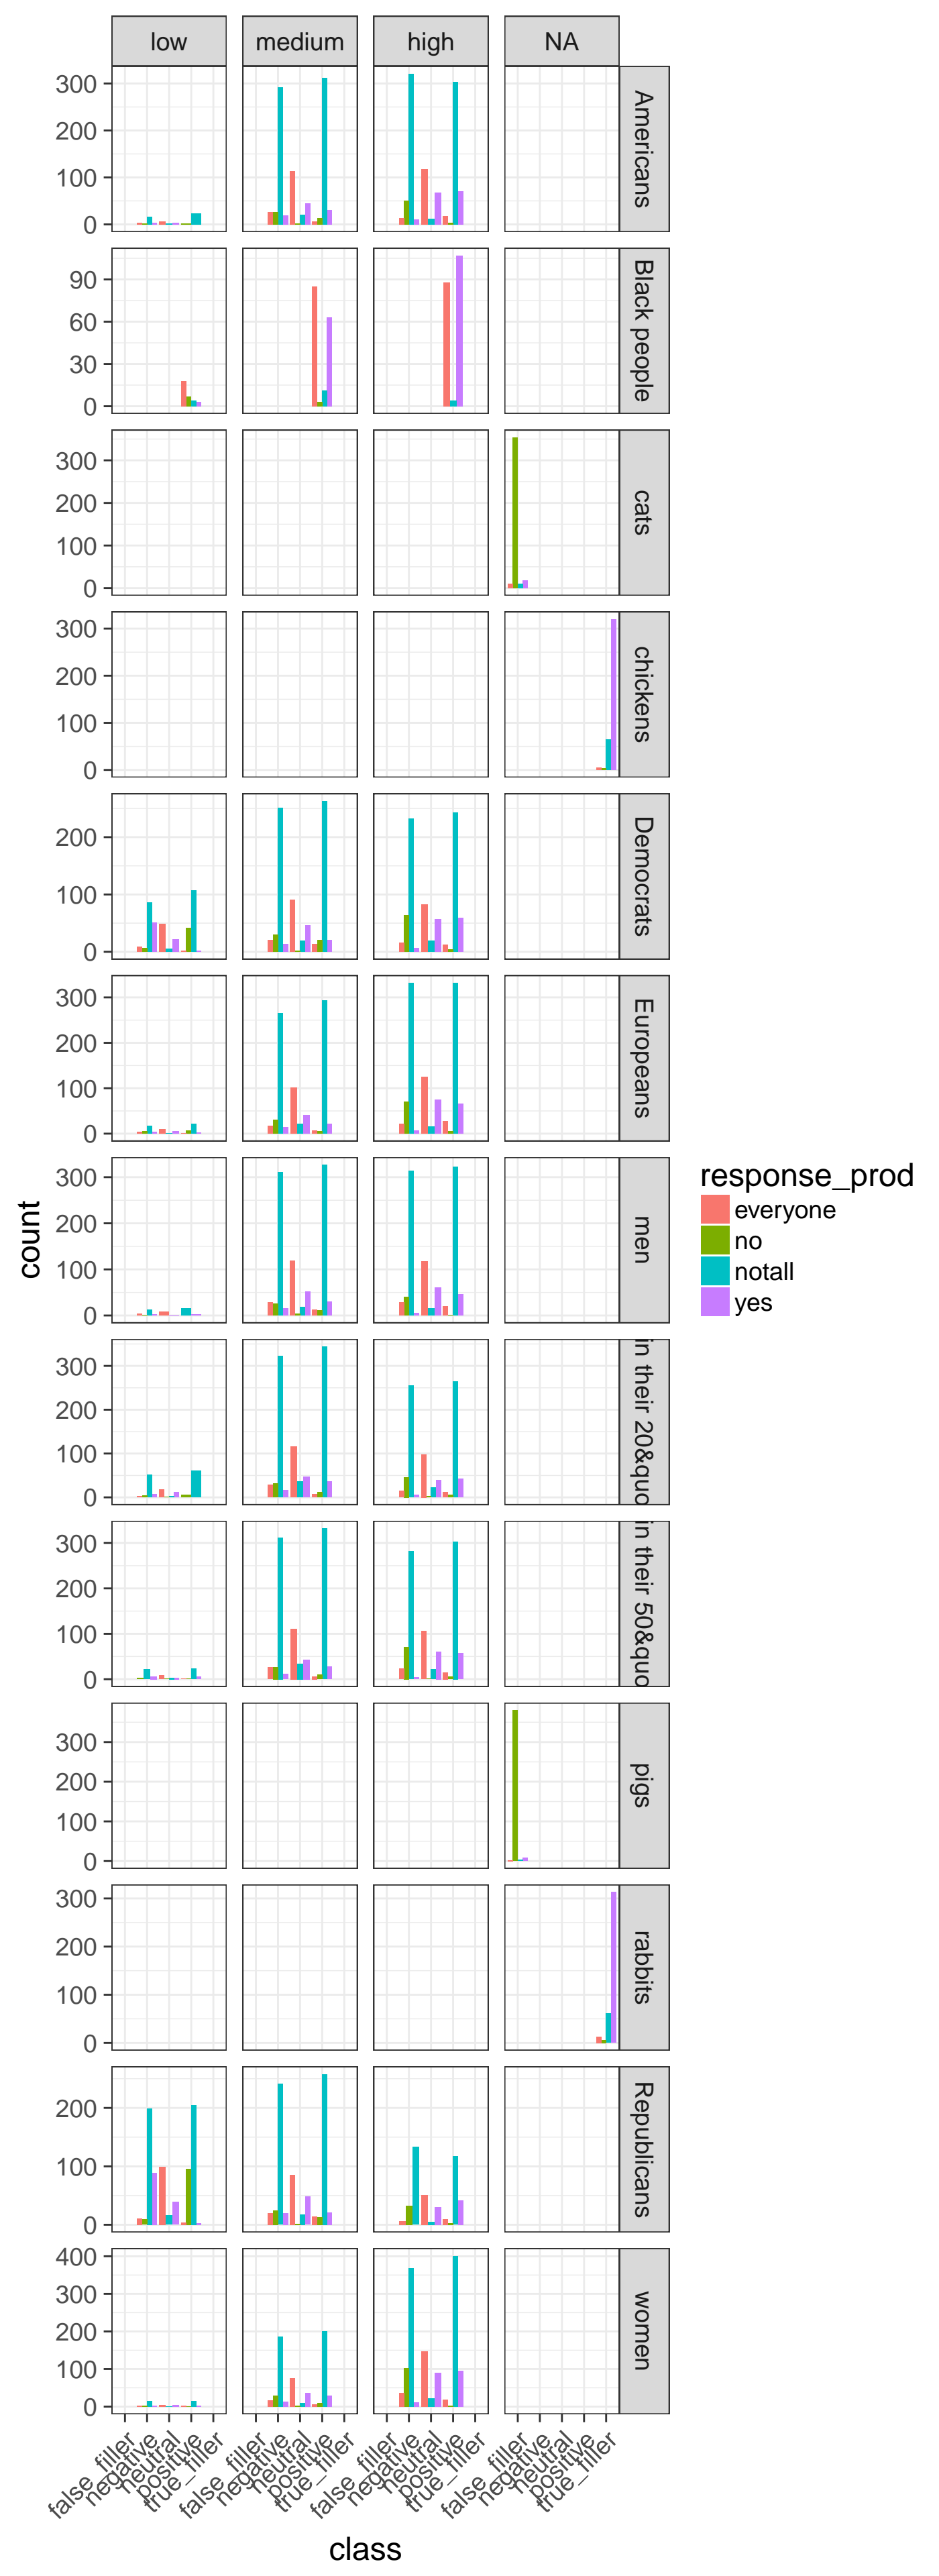 low medium high NA
300
200
100
0
Americans
90
60
30
0
Black people
300
200
100
0
cats
300
200
100
0
chickens
200
100
0
Democrats
300
200
100
0
Europeans
300
200
100
0
men
300
200
100
0
in their 20&quo
300
200
100
0
in their 50&quo
300
200
100
0
pigs
300
200
100
0
rabbits
200
100
0
Republicans
400
300
200
100
0
women
false_filler negative neutral positive true_filler
false_filler negative neutral positive true_filler
false_filler negative neutral positive true_filler
false_filler negative neutral positive true_filler
class
count
response_prod
everyone
no
notall
yes